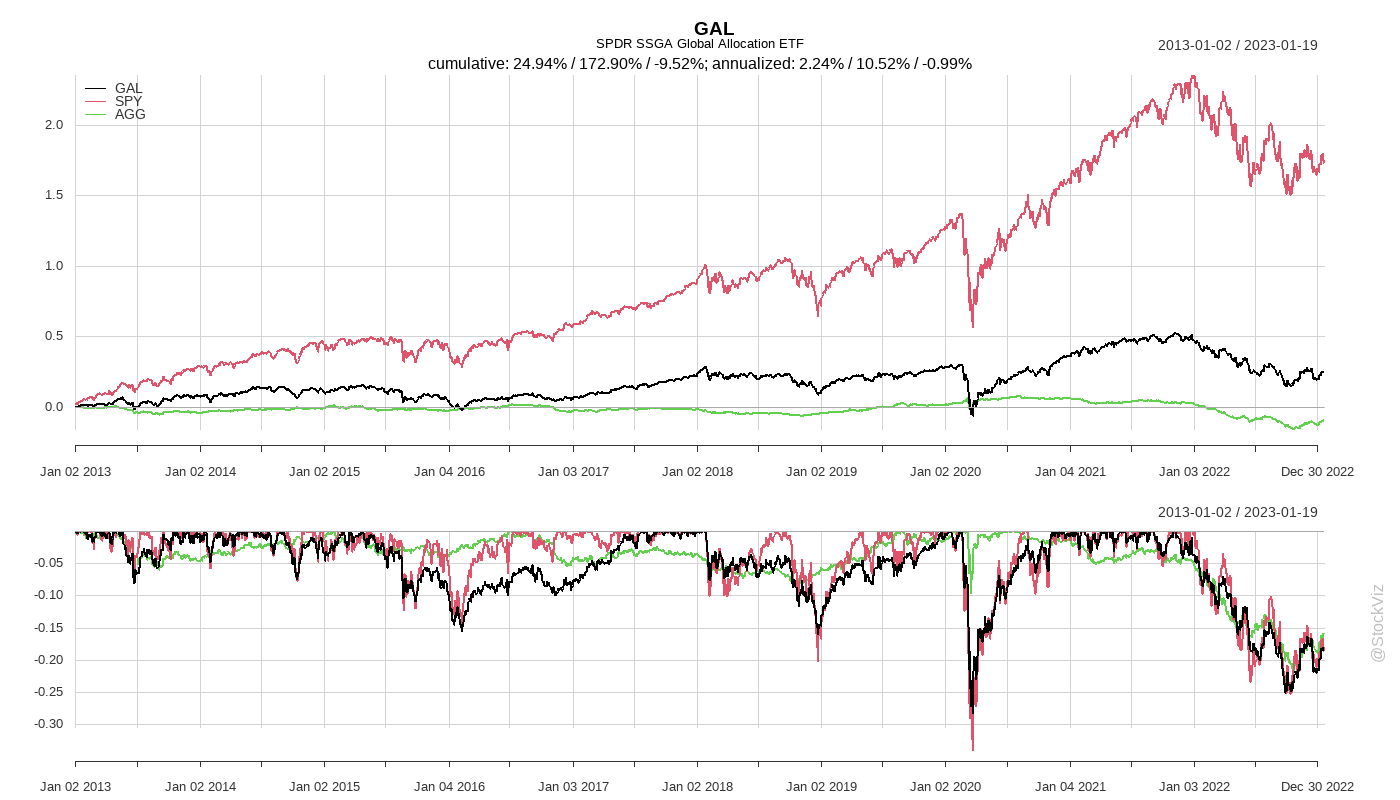 GAL
SPDR SSGA Global Allocation ETF
2013-01-02 / 2023-01-19
cumulative: 24.94% / 172.90% / -9.52%; annualized: 2.24% / 10.52% / -0.99%
GAL
SPY
AGG
2.0
1.5
1.0
0.5
0.0
Jan 02 2013 Jan 02 2014 Jan 02 2015 Jan 04 2016 Jan 03 2017 Jan 02 2018 Jan 02 2019 Jan 02 2020 Jan 04 2021 Jan 03 2022 Dec 30 2022
2013-01-02 / 2023-01-19
-0.05
-0.10
-0.15
-0.20
-0.25
-0.30
Jan 02 2013 Jan 02 2014 Jan 02 2015 Jan 04 2016 Jan 03 2017 Jan 02 2018 Jan 02 2019 Jan 02 2020 Jan 04 2021 Jan 03 2022 Dec 30 2022
@StockViz